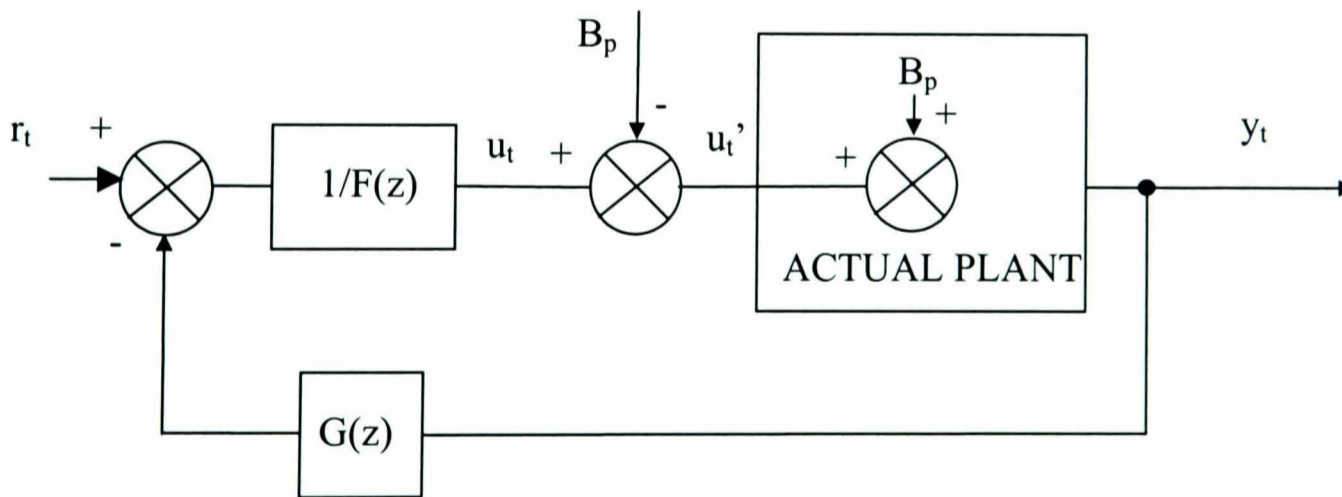 B_p
-
B_p
+
r_t
+
1/F(z)
u_t
+
u_t’
+
y_t
-
ACTUAL PLANT
G(z)